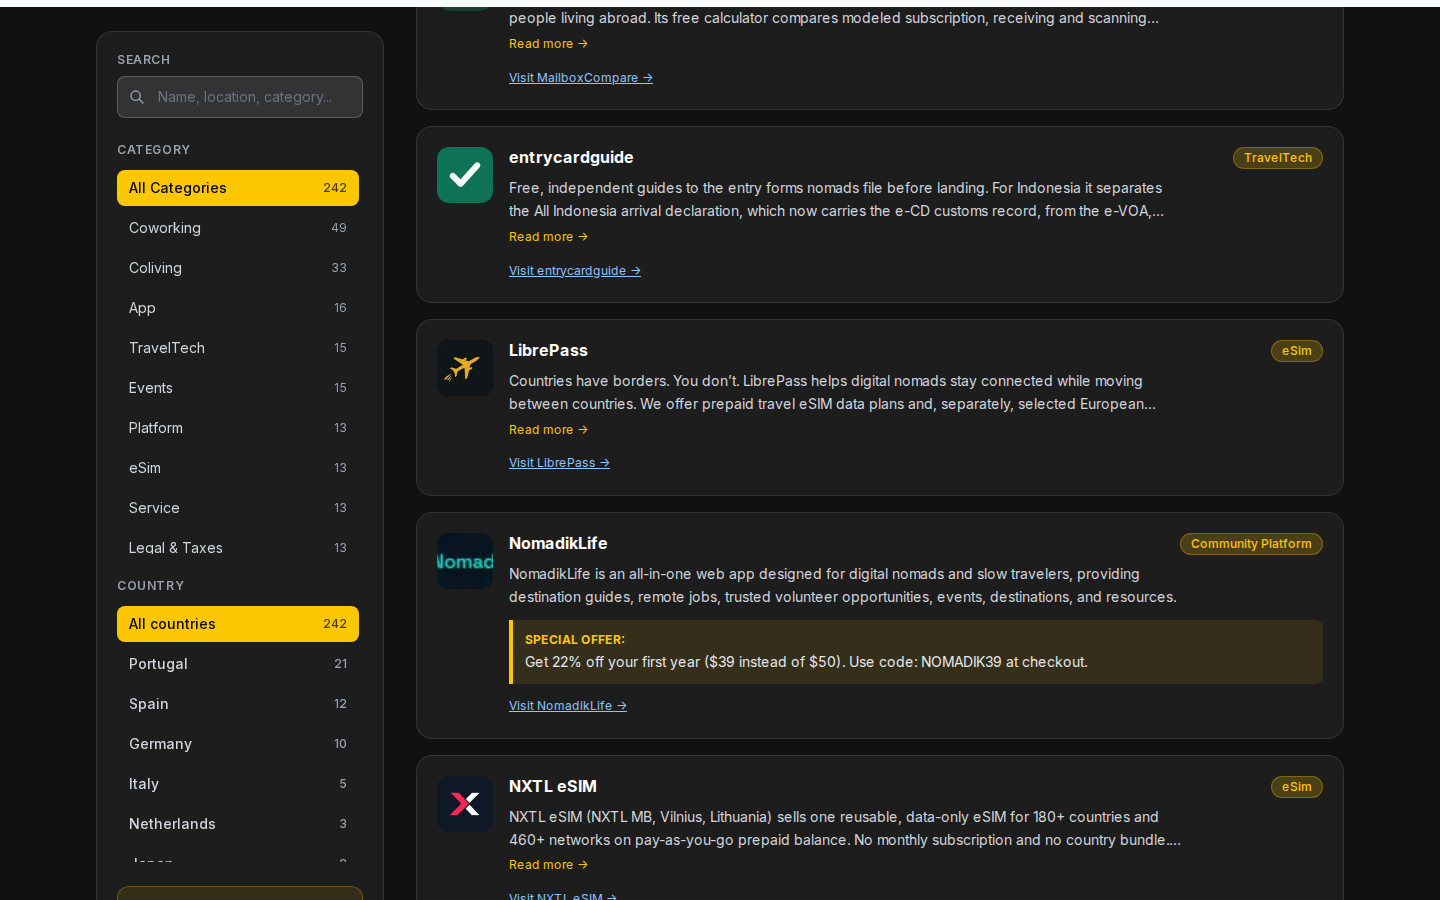 SEARCH
Name, location, category...
CATEGORY
All Categories 242
Coworking 49
Coliving 33
App 16
TravelTech 15
Events 15
Platform 13
eSim 13
Service 13
Legal & Taxes 13
COUNTRY
All countries 242
Portugal 21
Spain 12
Germany 10
Italy 5
Netherlands 3
people living abroad. Its free calculator compares modeled subscription, receiving and scanning...
Read more →
Visit MailboxCompare →
entrycardguide
TravelTech
Free, independent guides to the entry forms nomads file before landing. For Indonesia it separates
the All Indonesia arrival declaration, which now carries the e-CD customs record, from the e-VOA,...
Read more →
Visit entrycardguide →
LibrePass
eSim
Countries have borders. You don’t. LibrePass helps digital nomads stay connected while moving
between countries. We offer prepaid travel eSIM data plans and, separately, selected European...
Read more →
Visit LibrePass →
Nomad
NomadikLife
Community Platform
NomadikLife is an all-in-one web app designed for digital nomads and slow travelers, providing
destination guides, remote jobs, trusted volunteer opportunities, events, destinations, and resources.
SPECIAL OFFER:
Get 22% off your first year ($39 instead of $50). Use code: NOMADIK39 at checkout.
Visit NomadikLife →
NXTL eSIM
eSim
NXTL eSIM (NXTL MB, Vilnius, Lithuania) sells one reusable, data-only eSIM for 180+ countries and
460+ networks on pay-as-you-go prepaid balance. No monthly subscription and no country bundle....
Read more →
Visit NXTL eSIM →